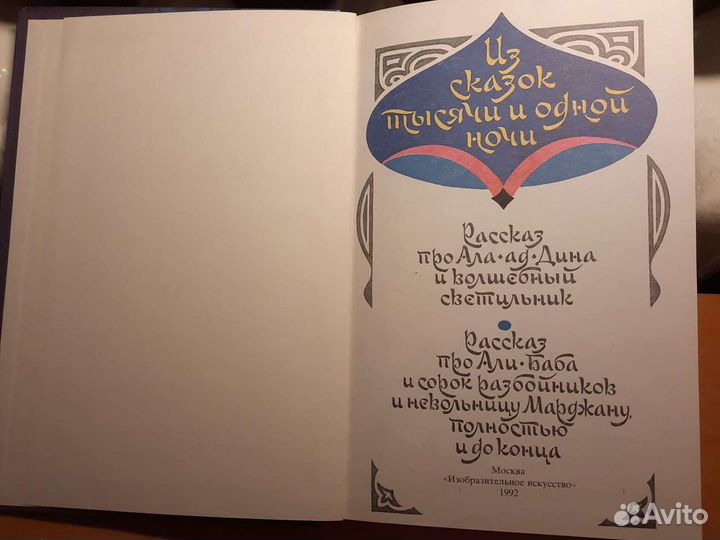 Из
сказок
тысячи и одной
ночи
Рассказ
про Ала·ад·Дина
и волшебный
светильник
Рассказ
про Али·Баба
и сорок разбойников
и невольницу Марджану,
полностью
и до конца
Москва
«Изобразительное искусство»
1992
Avito